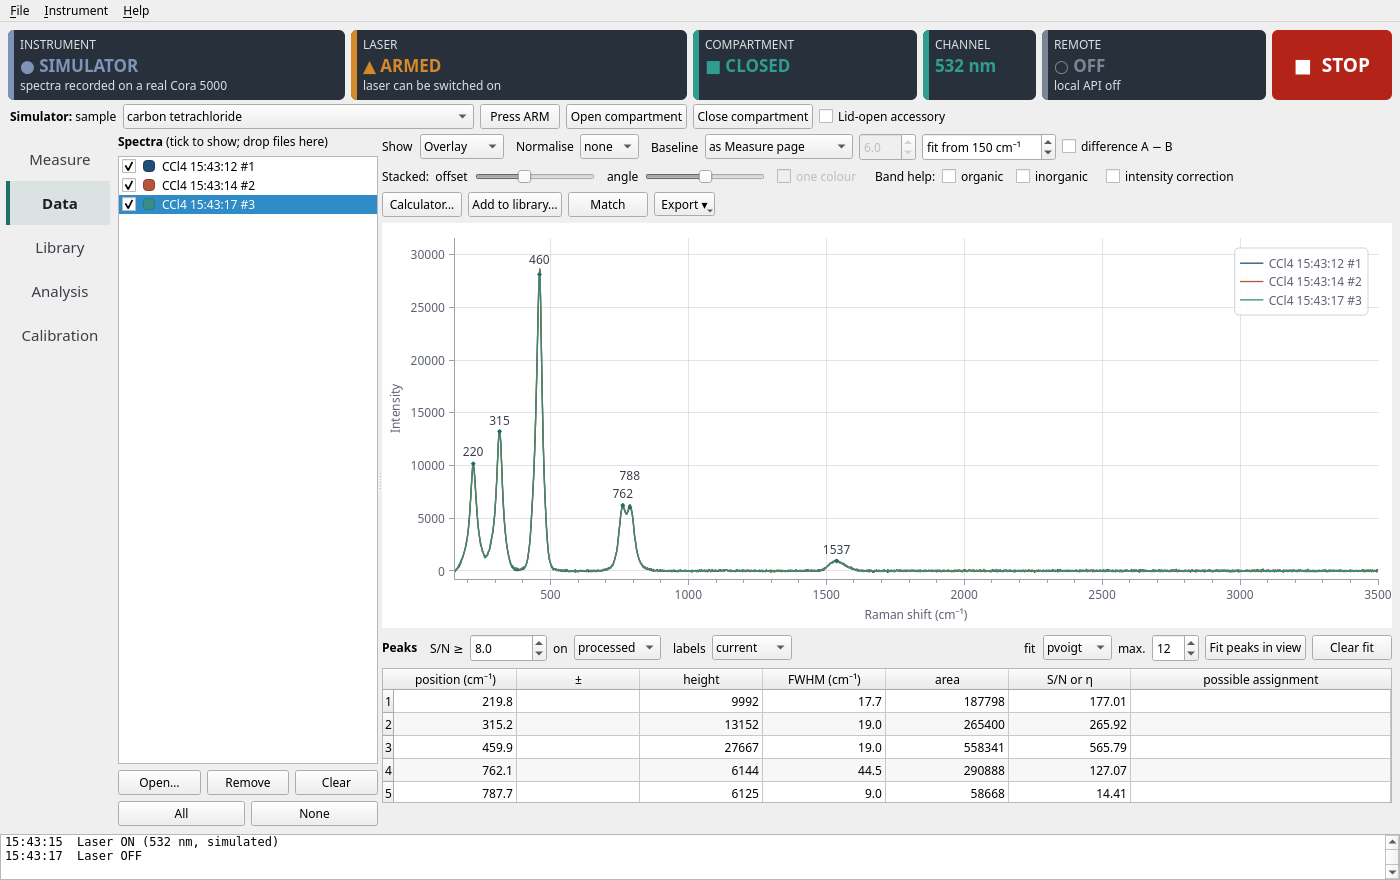 File Instrument Help
INSTRUMENT
SIMULATOR
spectra recorded on a real Cora 5000
LASER
ARMED
laser can be switched on
COMPARTMENT
CLOSED
CHANNEL
532 nm
REMOTE
OFF
local API off
STOP
Simulator: sample carbon tetrachloride Press ARM Open compartment Close compartment Lid-open accessory
Measure
Data
Library
Analysis
Calibration
Spectra (tick to show; drop files here)
CCl4 15:43:12 #1
CCl4 15:43:14 #2
CCl4 15:43:17 #3
Open... Remove Clear
All None
Show Overlay Normalise none Baseline as Measure page 6.0 fit from 150 cm⁻¹ difference A − B
Stacked: offset angle one colour Band help: organic inorganic intensity correction
Calculator... Add to library... Match Export ▾
30000
25000
20000
15000
10000
5000
0
Intensity
460
315
220
788
762
1537
CCl4 15:43:12 #1
CCl4 15:43:14 #2
CCl4 15:43:17 #3
500 1000 1500 2000 2500 3000 3500
Raman shift (cm⁻¹)
Peaks S/N ≥ 8.0 on processed labels current fit pvoigt max. 12 Fit peaks in view Clear fit
position (cm⁻¹) ± height FWHM (cm⁻¹) area S/N or η possible assignment
1 219.8 9992 17.7 187798 177.01
2 315.2 13152 19.0 265400 265.92
3 459.9 27667 19.0 558341 565.79
4 762.1 6144 44.5 290888 127.07
5 787.7 6125 9.0 58668 14.41
15:43:15 Laser ON (532 nm, simulated)
15:43:17 Laser OFF